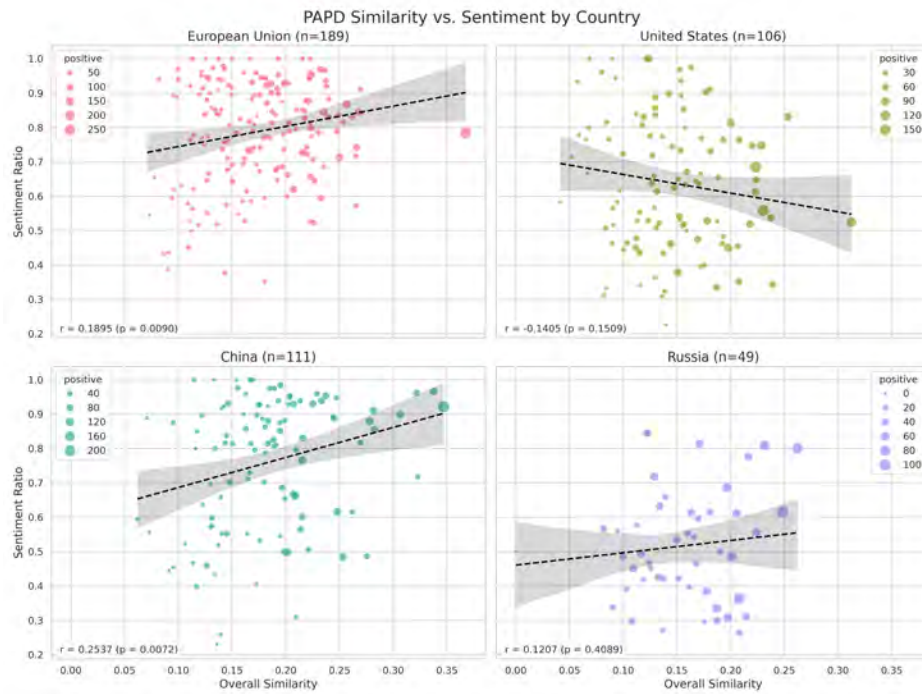 PAPD Similarity vs. Sentiment by Country
European Union (n=189)
positive
50
100
150
200
250
1.0
0.9
0.8
0.7
0.6
0.5
0.4
0.3
0.2
Sentiment Ratio
r = 0.1895 (p = 0.0090)
United States (n=106)
positive
30
60
90
120
150
r = -0.1405 (p = 0.1509)
China (n=111)
positive
40
80
120
160
200
1.0
0.9
0.8
0.7
0.6
0.5
0.4
0.3
0.2
Sentiment Ratio
r = 0.2537 (p = 0.0072)
0.00 0.05 0.10 0.15 0.20 0.25 0.30 0.35
Overall Similarity
Russia (n=49)
positive
0
20
40
60
80
100
r = 0.1207 (p = 0.4089)
0.00 0.05 0.10 0.15 0.20 0.25 0.30 0.35
Overall Similarity